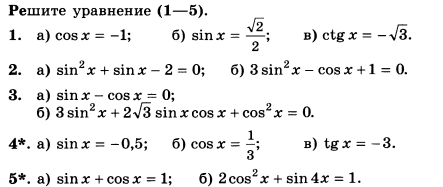 Решите уравнение (1—5).
1. а) cos x = −1; б) sin x = √2/2; в) ctg x = −√3.
2. а) sin²x + sin x − 2 = 0; б) 3 sin²x − cos x + 1 = 0.
3. а) sin x − cos x = 0;
б) 3 sin²x + 2√3 sin x cos x + cos²x = 0.
4*. а) sin x = −0,5; б) cos x = 1/3; в) tg x = −3.
5*. а) sin x + cos x = 1; б) 2 cos²x + sin 4x = 1.